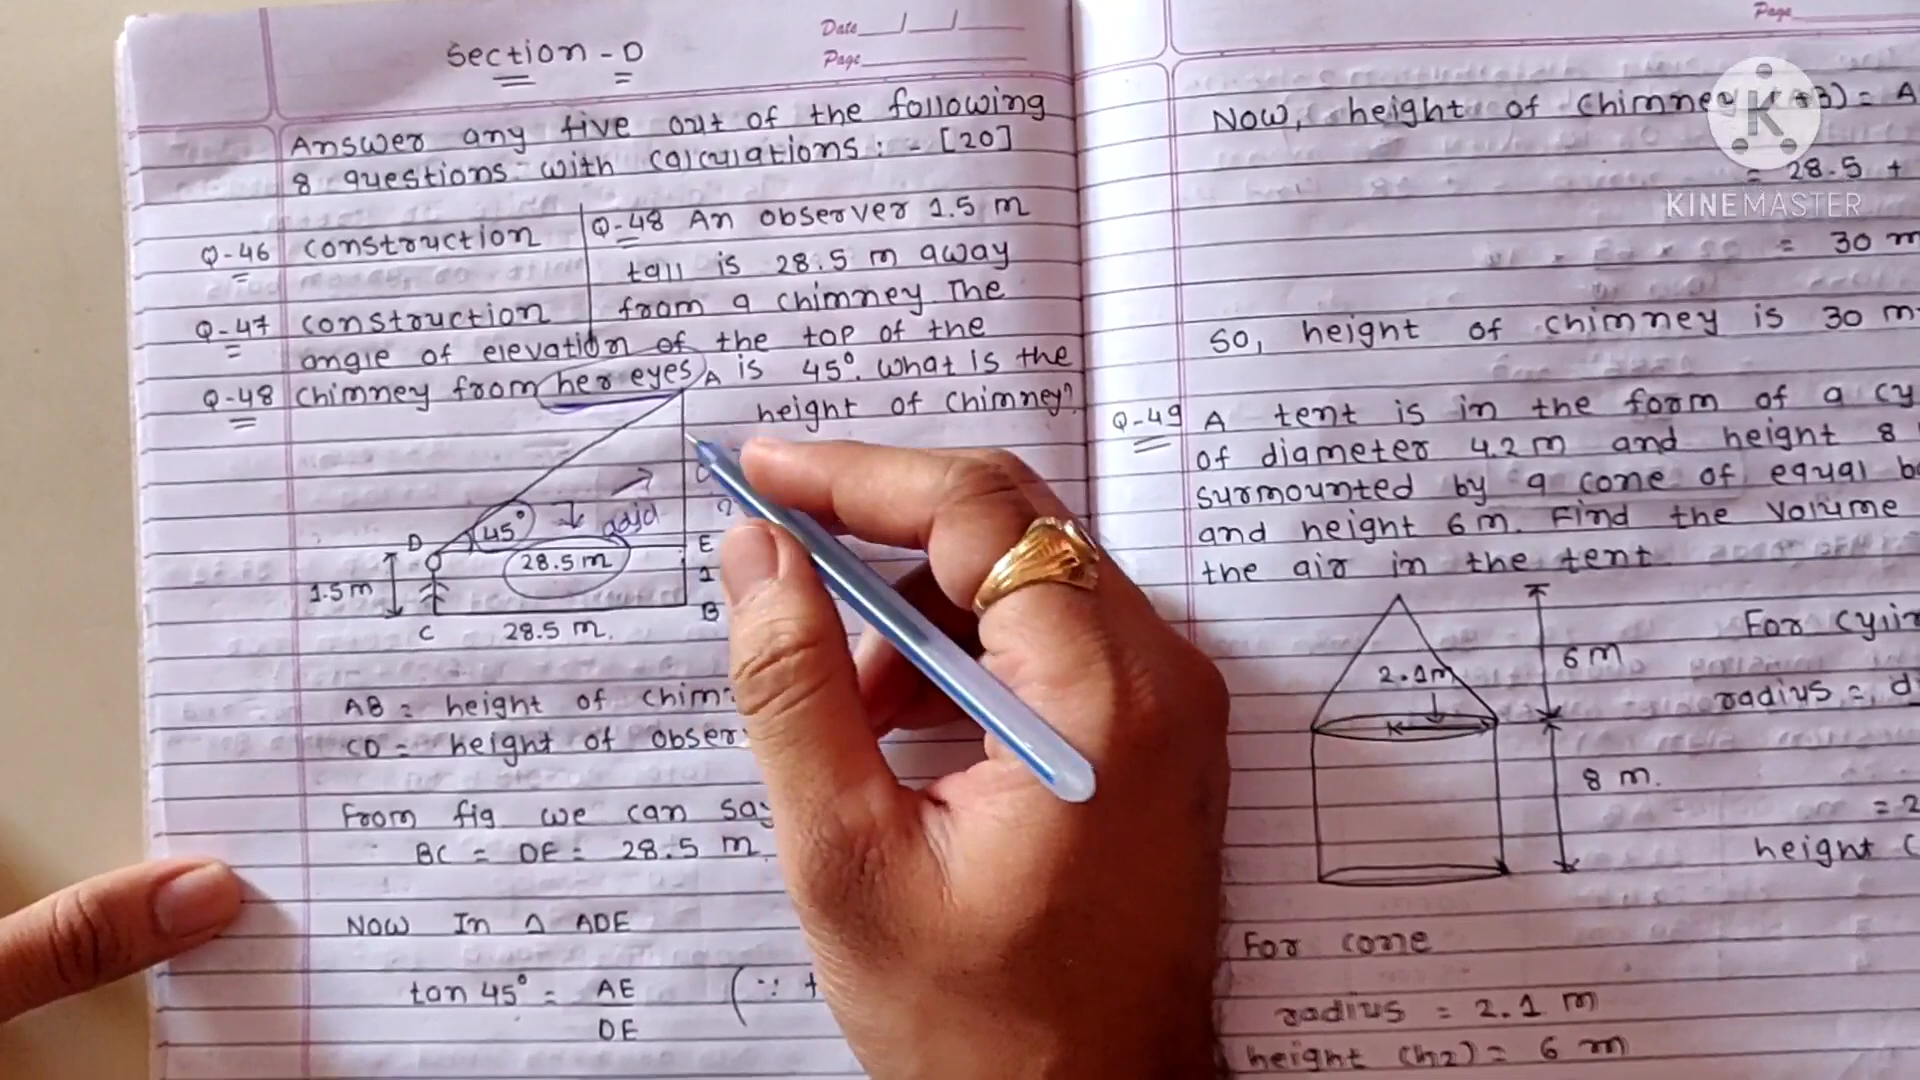 Section - D
Date
Page
Answer any five out of the following
8 questions with calculations: - [20]
Q-46 construction
Q-47 construction
Q-48 An observer 1.5 m
tall is 28.5 m away
from a chimney The
angle of elevation of the top of the
Q-48 chimney from her eyes is 45°. What is the
height of chimney?
A
45°
adjd
D
E
28.5 m
1.5 m
1
B
C
28.5 m.
AB = height of
CD = height of
From fig we can say
BC = DE = 28.5 m.
Now In Δ ADE
tan 45° = AE
DE
(∵
Page
Now, height of chimney = A
= 28.5 +
= 30 m
So, height of chimney is 30 m.
Q-49 A tent is in the form of a
of diameter 4.2 m and height 8
surmounted by a cone of equal
and height 6 m. Find the volume
the air in the tent.
2.1m
6 m
8 m.
For
radius =
= 2
height
For cone
radius = 2.1 m
height (h2) = 6 m
K
KINEMASTER